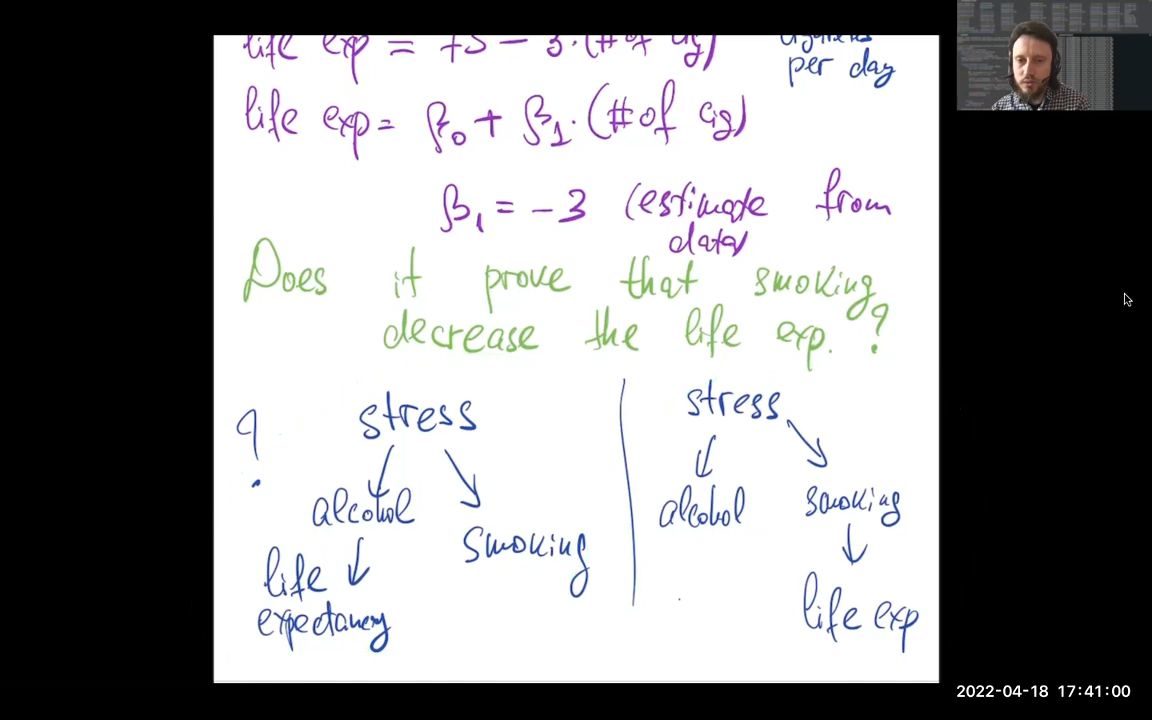 life exp = 75 - 3·(# of cig)
per day
life exp = β₀ + β₁·(# of cig)
β₁ = -3 (estimate from
data)
Does it prove that smoking
decrease the life exp. ?
stress
stress
?
alcohol
alcohol
smoking
smoking
life
expectancy
life exp
2022-04-18 17:41:00